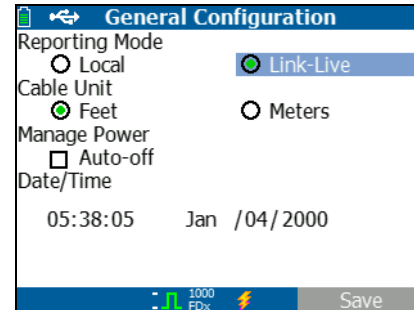 General Configuration
Reporting Mode
Local Link-Live
Cable Unit
Feet Meters
Manage Power
Auto-off
Date/Time
05:38:05 Jan /04/2000
1000
FDx Save